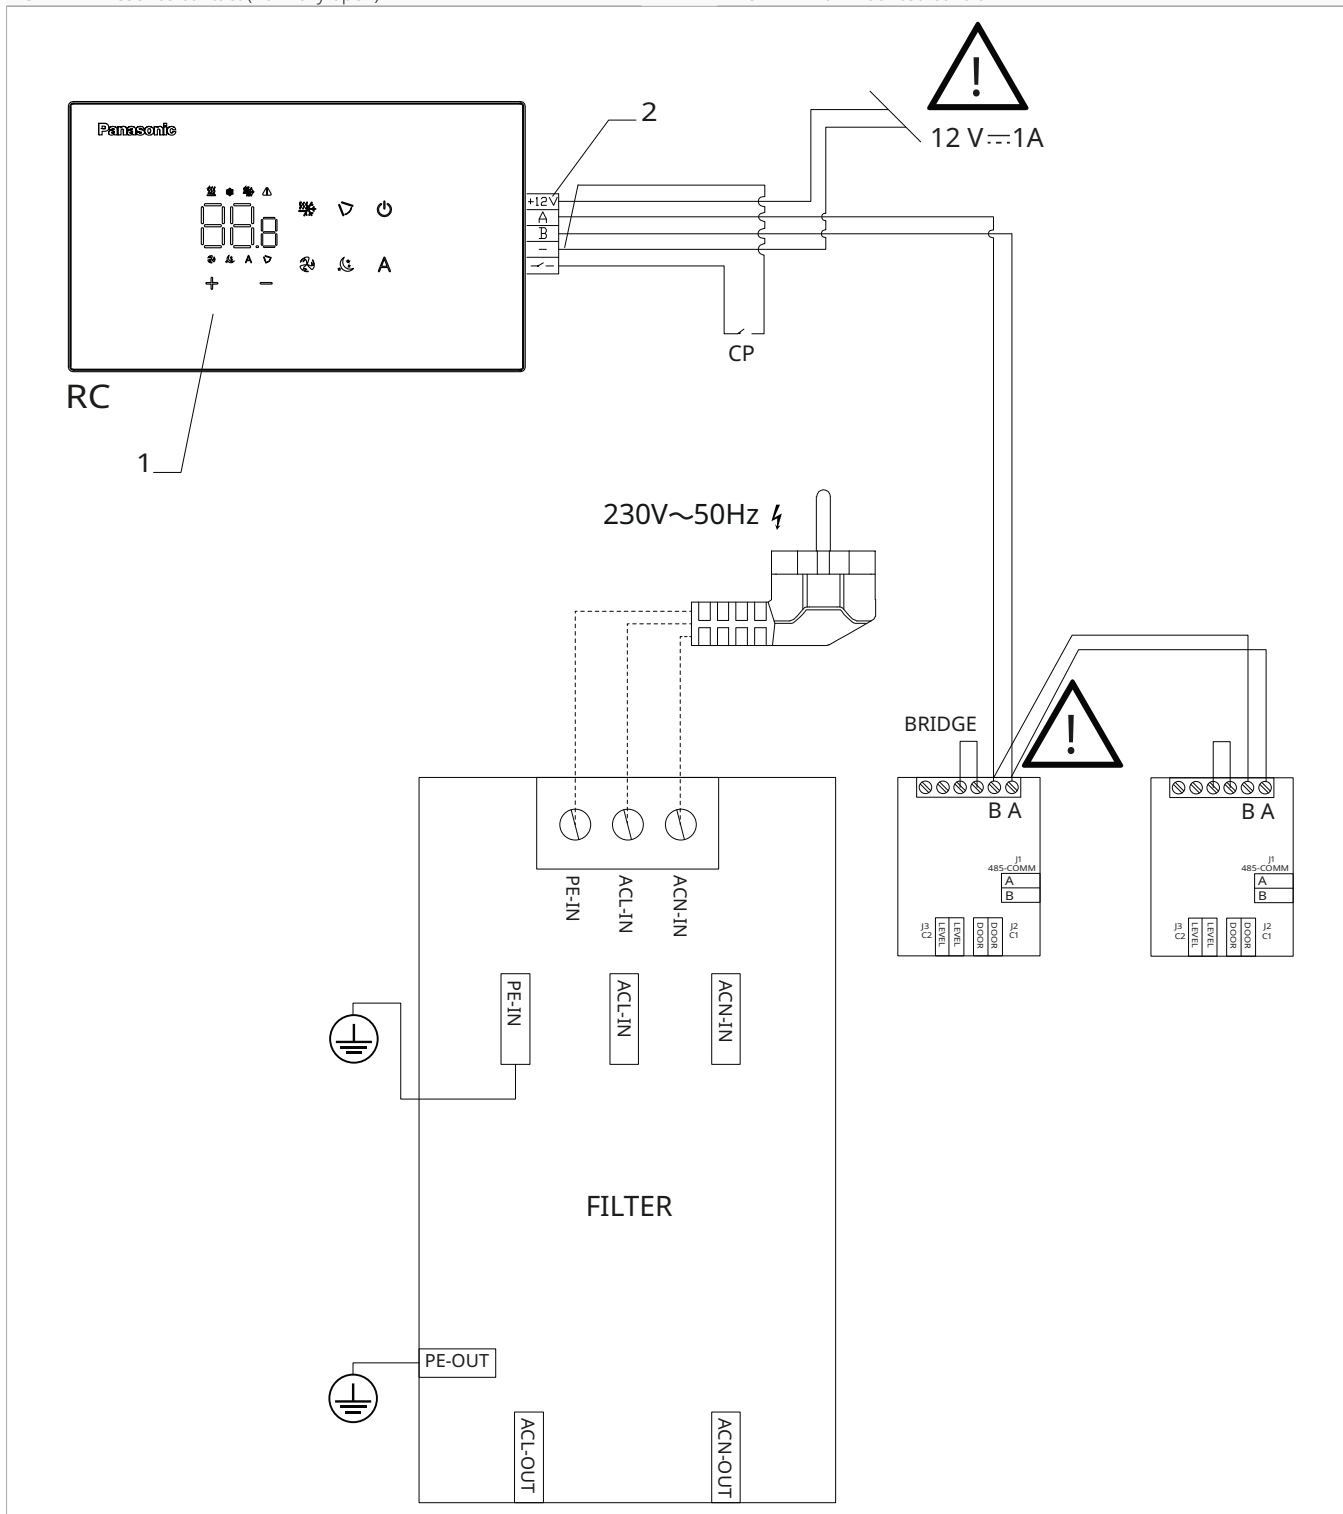 Panasonic
2
12 V 1A
+12V
A
B
-
A
+ -
CP
RC
1
230V~50Hz
BRIDGE
B A
B A
J1
485-COMM
A
B
J1
485-COMM
A
B
J3
C2
LEVEL
LEVEL
DOOR
DOOR
J2
C1
J3
C2
LEVEL
LEVEL
DOOR
DOOR
J2
C1
PE-IN
ACL-IN
ACN-IN
PE-IN
ACL-IN
ACN-IN
FILTER
PE-OUT
ACL-OUT
ACN-OUT